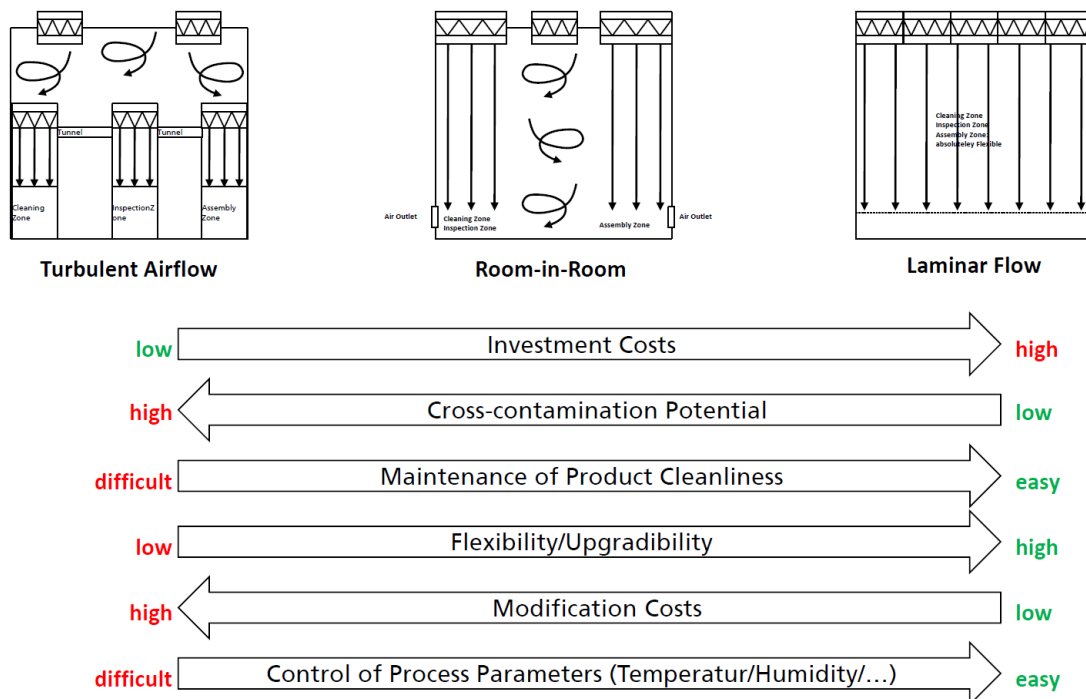 Tunnel
Tunnel
Cleaning
Zone
InspectionZ
one
Assembly
Zone
Turbulent Airflow
Air Outlet
Cleaning Zone
Inspection Zone
Assembly Zone
Air Outlet
Room-in-Room
Cleaning Zone
Inspection Zone
Assembly Zone:
absoluteley Flexible
Laminar Flow
low
Investment Costs
high
high
Cross-contamination Potential
low
difficult
Maintenance of Product Cleanliness
easy
low
Flexibility/Upgradibility
high
high
Modification Costs
low
difficult
Control of Process Parameters (Temperatur/Humidity/...)
easy